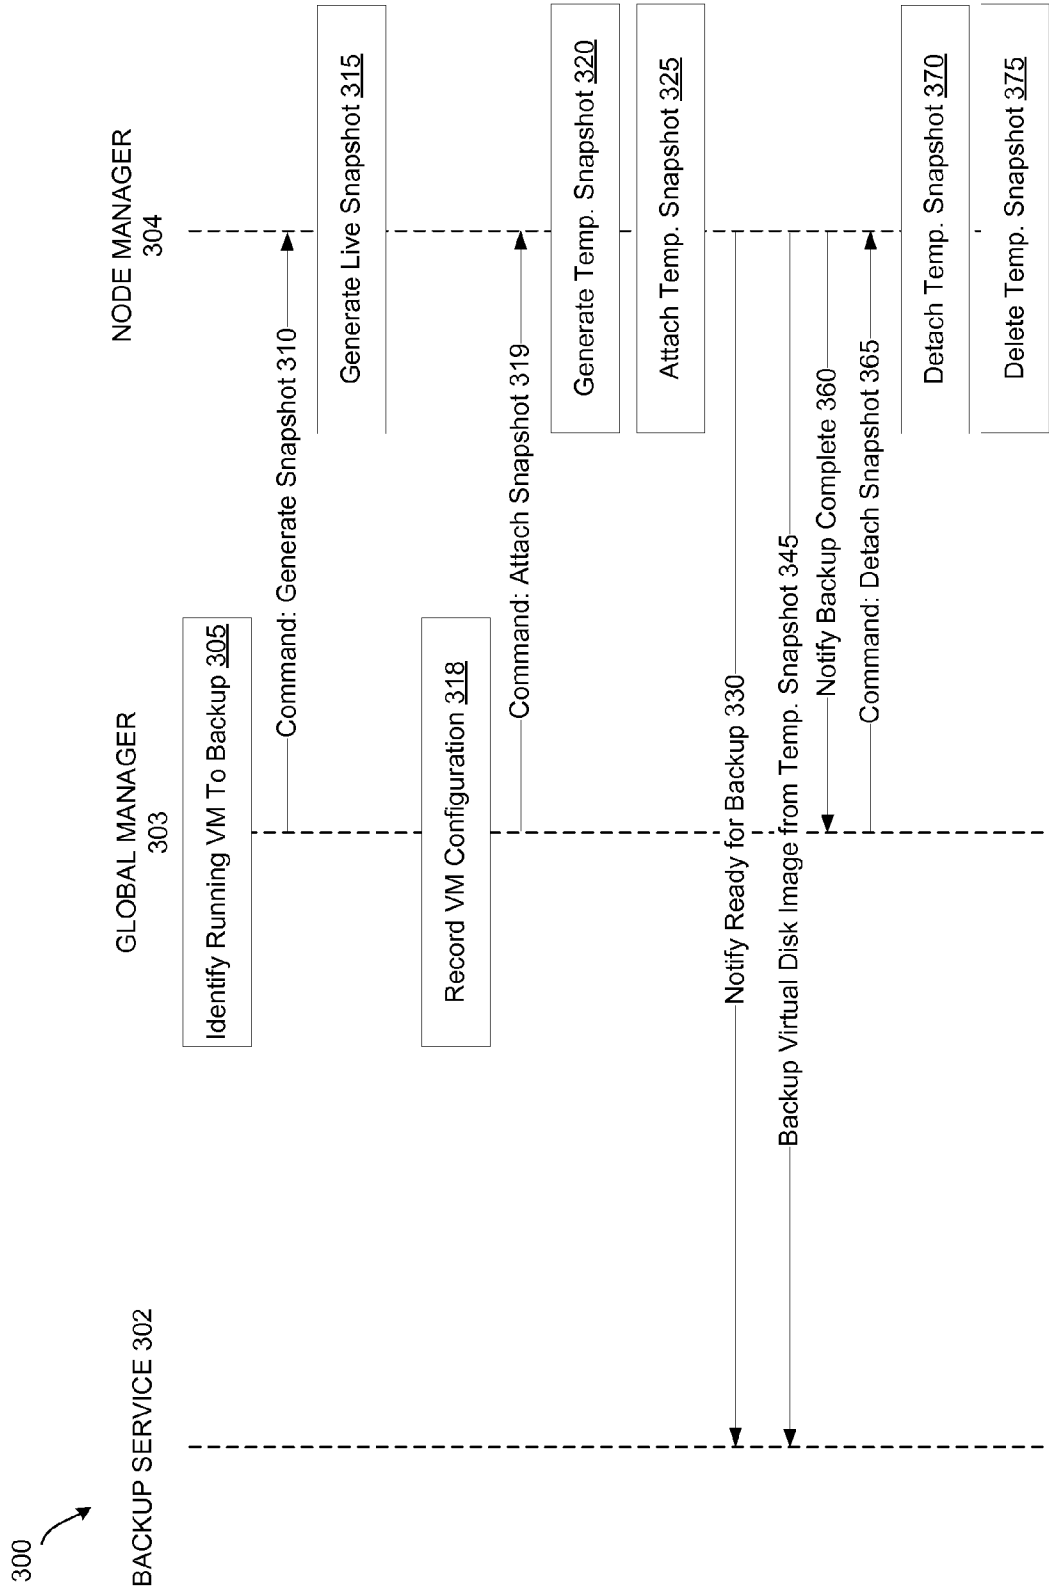 300
BACKUP SERVICE 302
GLOBAL MANAGER
303
NODE MANAGER
304
Identify Running VM To Backup 305
Command: Generate Snapshot 310
Generate Live Snapshot 315
Record VM Configuration 318
Command: Attach Snapshot 319
Generate Temp. Snapshot 320
Attach Temp. Snapshot 325
Notify Ready for Backup 330
Backup Virtual Disk Image from Temp. Snapshot 345
Notify Backup Complete 360
Command: Detach Snapshot 365
Detach Temp. Snapshot 370
Delete Temp. Snapshot 375